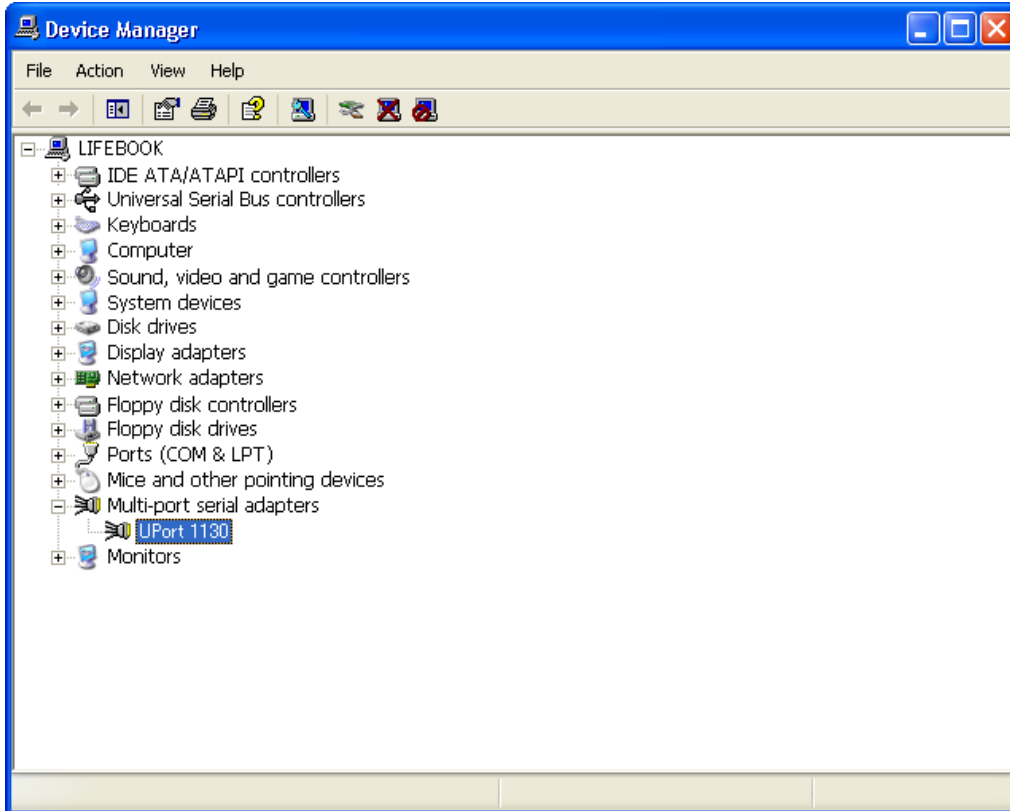 Device Manager
File Action View Help
LIFEBOOK
IDE ATA/ATAPI controllers
Universal Serial Bus controllers
Keyboards
Computer
Sound, video and game controllers
System devices
Disk drives
Display adapters
Network adapters
Floppy disk controllers
Floppy disk drives
Ports (COM & LPT)
Mice and other pointing devices
Multi-port serial adapters
UPort 1130
Monitors